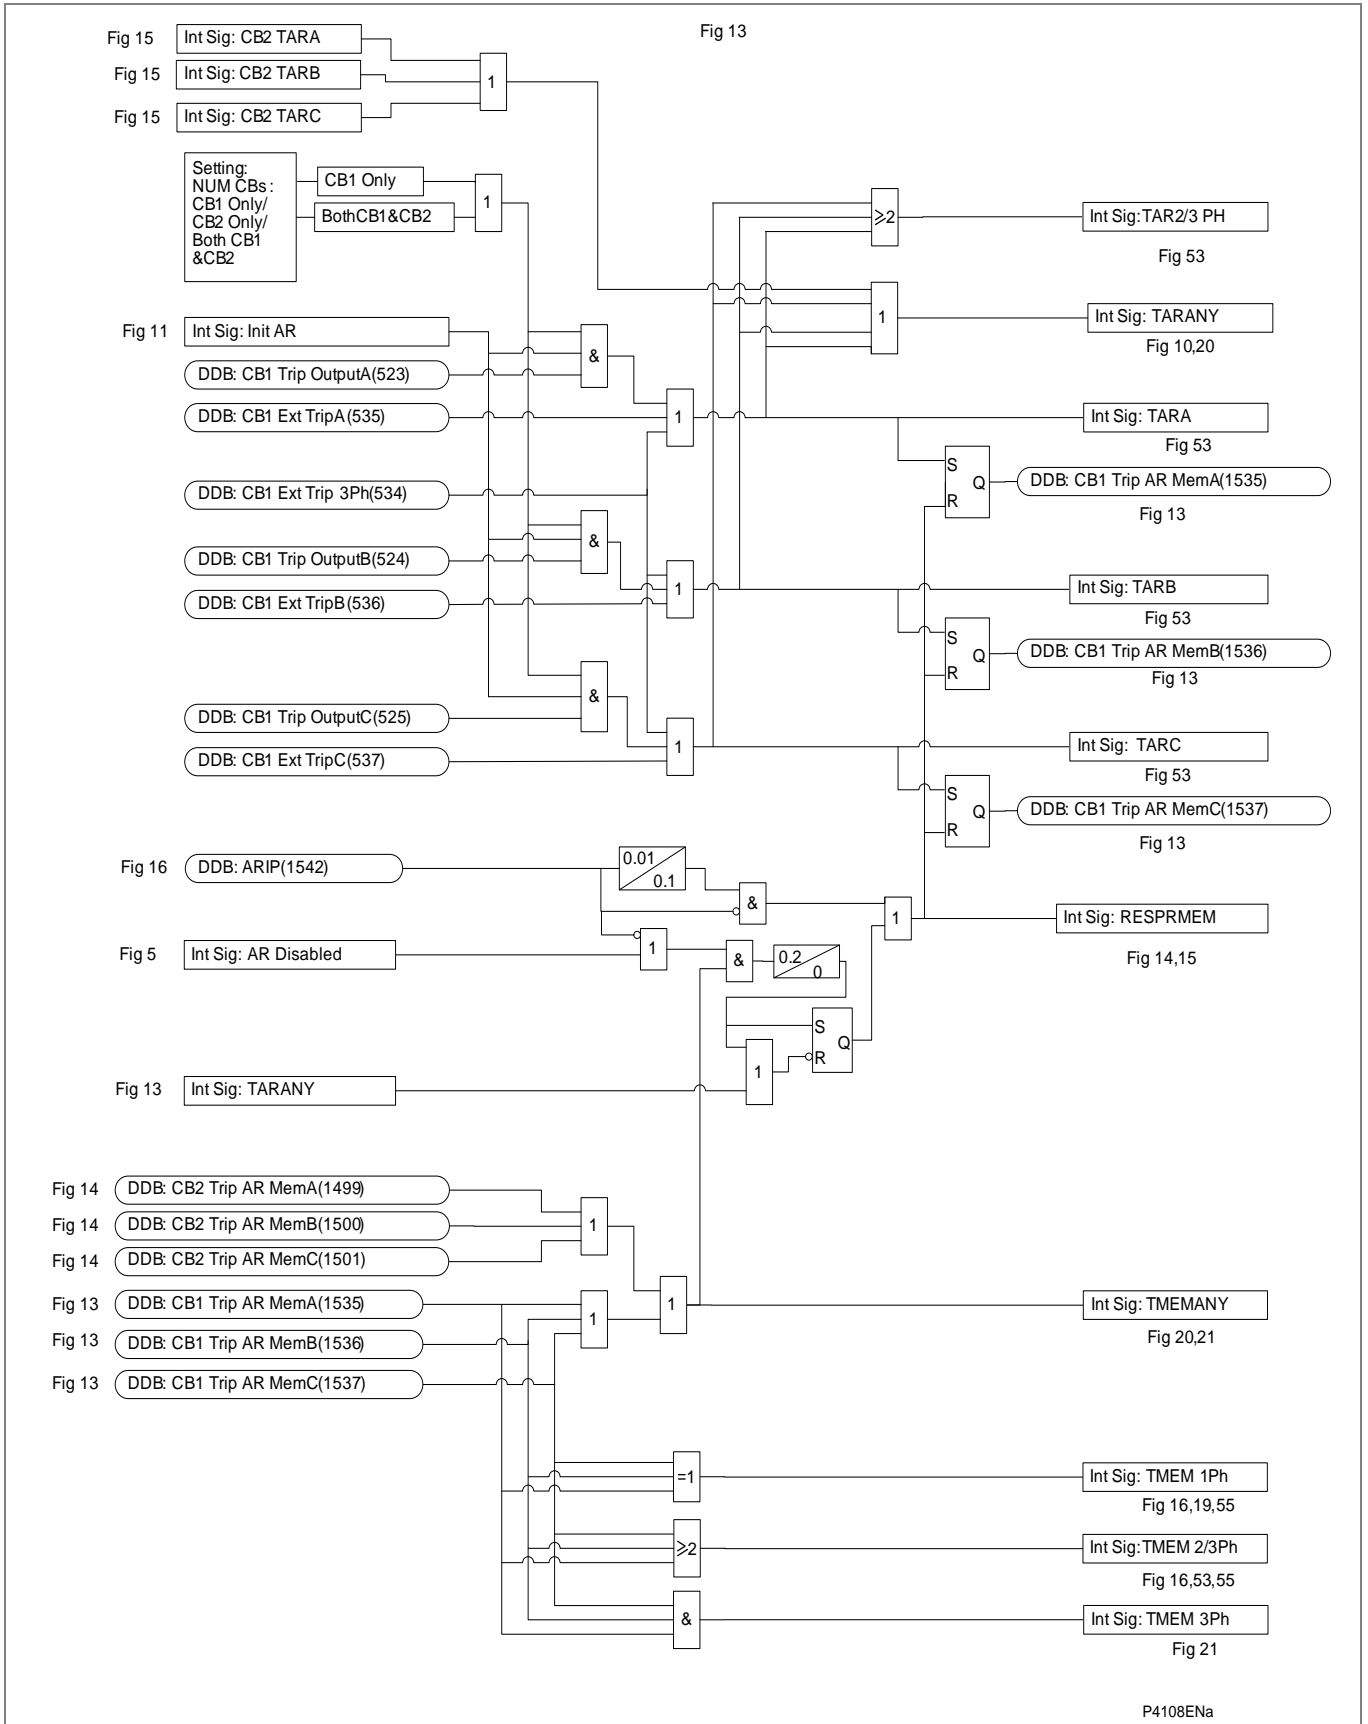 Fig 13
Fig 15
Int Sig: CB2 TARA
Fig 15
Int Sig: CB2 TARB
Fig 15
Int Sig: CB2 TARC
1
Setting:
NUM CBs :
CB1 Only/
CB2 Only/
Both CB1
&CB2
CB1 Only
BothCB1&CB2
1
≥2
Int Sig:TAR2/3 PH
Fig 53
1
Int Sig: TARANY
Fig 10,20
Fig 11
Int Sig: Init AR
DDB: CB1 Trip OutputA(523)
&
DDB: CB1 Ext TripA(535)
1
Int Sig: TARA
Fig 53
S
R
Q
DDB: CB1 Trip AR MemA(1535)
Fig 13
DDB: CB1 Ext Trip 3Ph(534)
&
DDB: CB1 Trip OutputB(524)
DDB: CB1 Ext TripB(536)
1
Int Sig: TARB
Fig 53
S
R
Q
DDB: CB1 Trip AR MemB(1536)
Fig 13
&
DDB: CB1 Trip OutputC(525)
DDB: CB1 Ext TripC(537)
1
Int Sig: TARC
Fig 53
S
R
Q
DDB: CB1 Trip AR MemC(1537)
Fig 13
Fig 16
DDB: ARIP(1542)
0.01
0.1
&
1
Int Sig: RESPRMEM
Fig 14,15
Fig 5
Int Sig: AR Disabled
1
&
0.2
0
S
R
Q
1
Fig 13
Int Sig: TARANY
Fig 14
DDB: CB2 Trip AR MemA(1499)
Fig 14
DDB: CB2 Trip AR MemB(1500)
Fig 14
DDB: CB2 Trip AR MemC(1501)
1
Fig 13
DDB: CB1 Trip AR MemA(1535)
Fig 13
DDB: CB1 Trip AR MemB(1536)
Fig 13
DDB: CB1 Trip AR MemC(1537)
1
1
Int Sig: TMEMANY
Fig 20,21
=1
Int Sig: TMEM 1Ph
Fig 16,19,55
≥2
Int Sig:TMEM 2/3Ph
Fig 16,53,55
&
Int Sig: TMEM 3Ph
Fig 21
P4108ENa